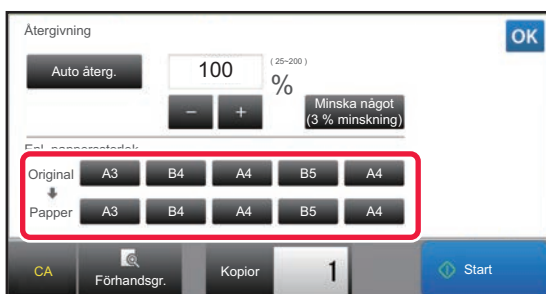 Återgivning
OK
Auto återg.
100
(25~200)
%
−
+
Minska något
(3 % minskning)
Original
A3
B4
A4
B5
A4
Papper
A3
B4
A4
B5
A4
CA
Förhandsgr.
Kopior
1
Start